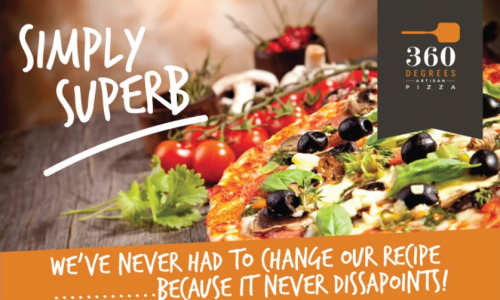 SIMPLY
SUPERB
360
DEGREES
ARTISAN
PIZZA
WE'VE NEVER HAD TO CHANGE OUR RECIPE
.............BECAUSE IT NEVER DISSAPOINTS!